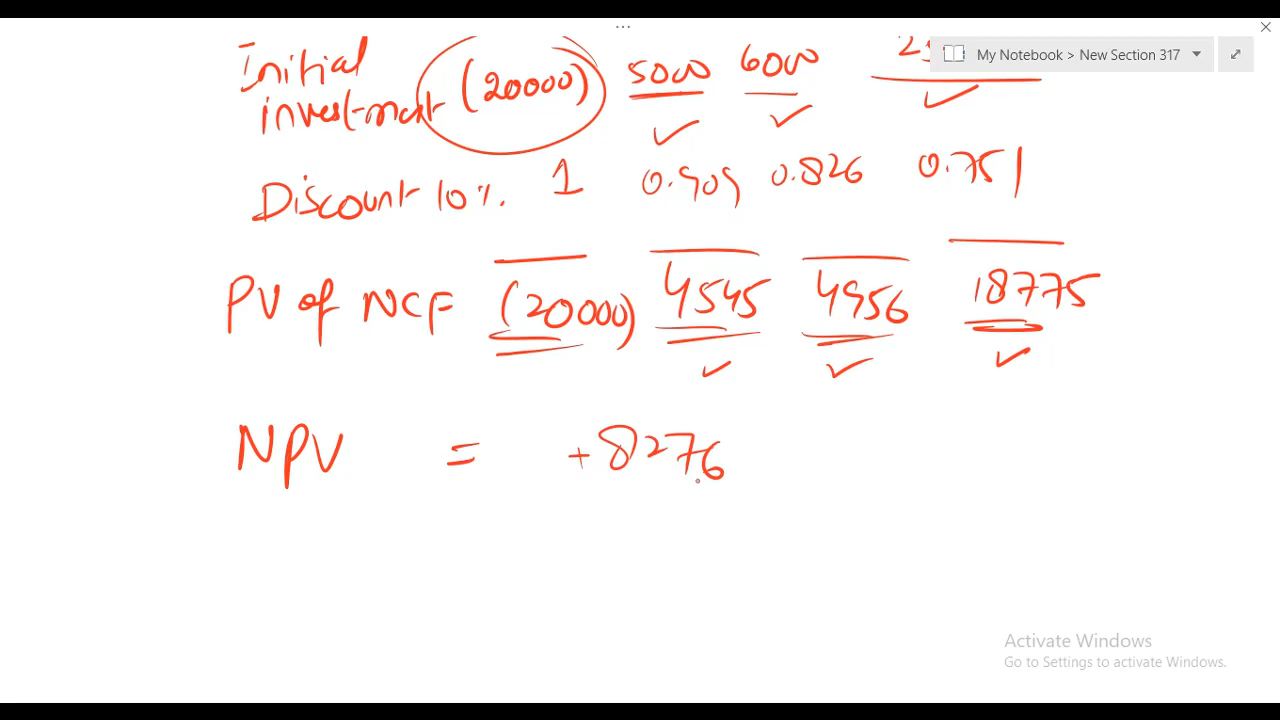 My Notebook > New Section 317
Initial investment (20000) 5000 6000
Discount 10% 1 0.909 0.826 0.751
PV of NCF (20000) 4545 4956 18775
NPV = +8276
Activate Windows
Go to Settings to activate Windows.